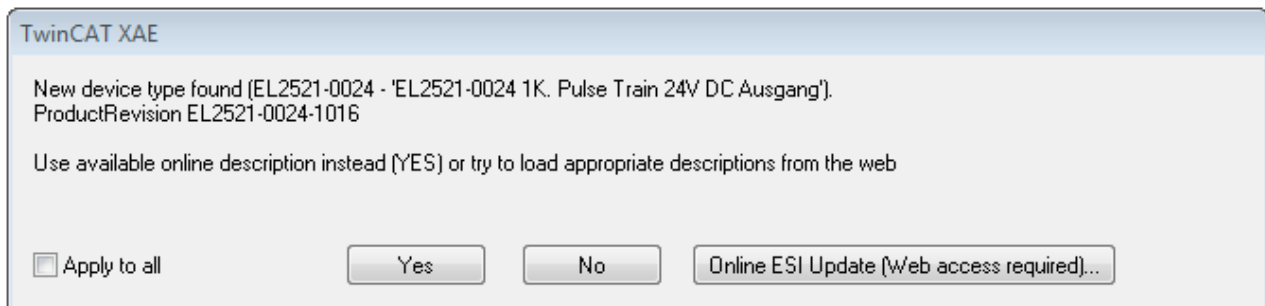 TwinCAT XAE
New device type found (EL2521-0024 - 'EL2521-0024 1K. Pulse Train 24V DC Ausgang').
ProductRevision EL2521-0024-1016
Use available online description instead (YES) or try to load appropriate descriptions from the web
Apply to all Yes No Online ESI Update (Web access required)...